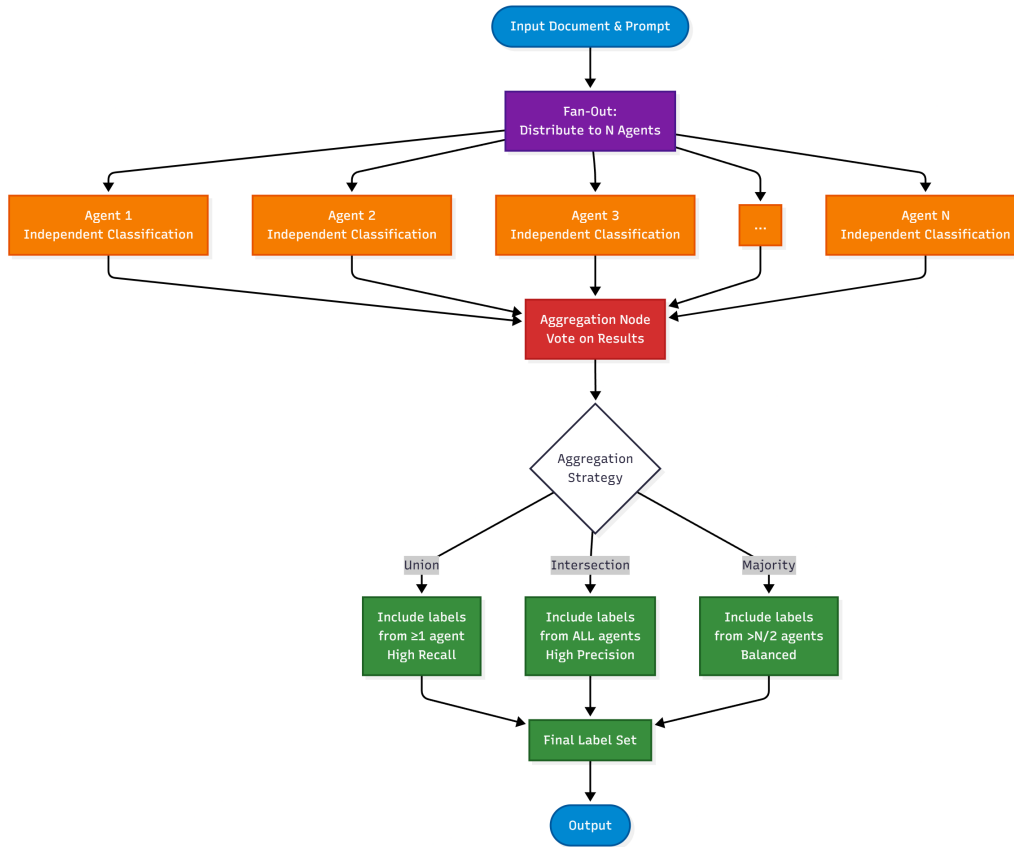 Input Document & Prompt
Fan-Out:
Distribute to N Agents
Agent 1
Independent Classification
Agent 2
Independent Classification
Agent 3
Independent Classification
...
Agent N
Independent Classification
Aggregation Node
Vote on Results
Aggregation
Strategy
Union
Intersection
Majority
Include labels
from ≥1 agent
High Recall
Include labels
from ALL agents
High Precision
Include labels
from >N/2 agents
Balanced
Final Label Set
Output